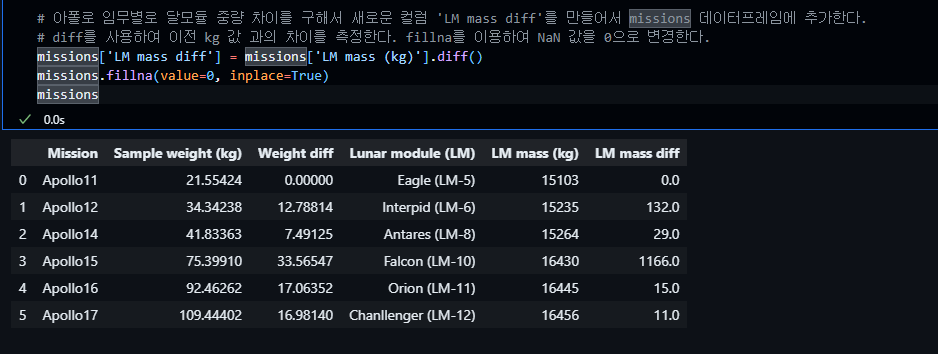 # 아폴로 임무별로 달모듈 중량 차이를 구해서 새로운 컬럼 'LM mass diff'를 만들어서 missions 데이터프레임에 추가한다.
# diff를 사용하여 이전 kg 값 과의 차이를 측정한다. fillna를 이용하여 NaN 값을 0으로 변경한다.
missions['LM mass diff'] = missions['LM mass (kg)'].diff()
missions.fillna(value=0, inplace=True)
missions
0.0s
Mission Sample weight (kg) Weight diff Lunar module (LM) LM mass (kg) LM mass diff
0 Apollo11 21.55424 0.00000 Eagle (LM-5) 15103 0.0
1 Apollo12 34.34238 12.78814 Interpid (LM-6) 15235 132.0
2 Apollo14 41.83363 7.49125 Antares (LM-8) 15264 29.0
3 Apollo15 75.39910 33.56547 Falcon (LM-10) 16430 1166.0
4 Apollo16 92.46262 17.06352 Orion (LM-11) 16445 15.0
5 Apollo17 109.44402 16.98140 Chanllenger (LM-12) 16456 11.0